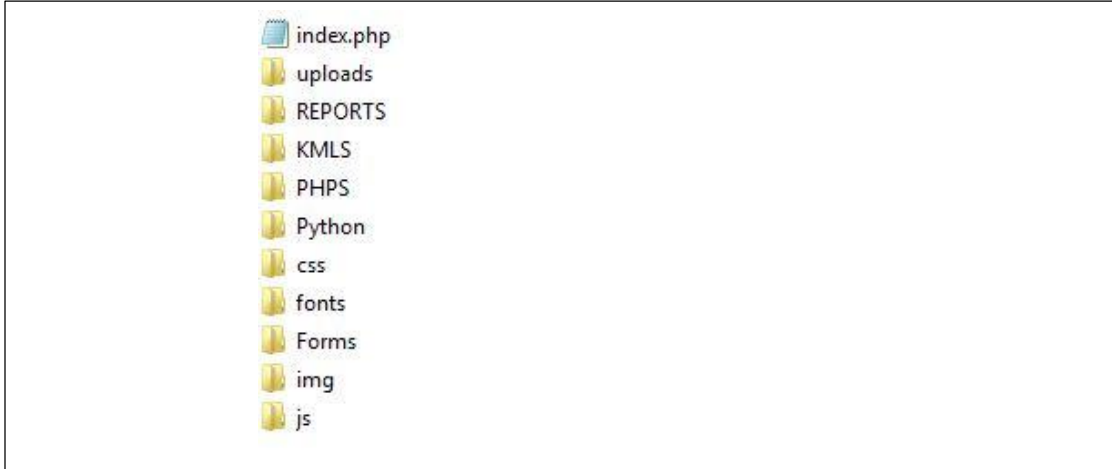 index.php
uploads
REPORTS
KMLS
PHPS
Python
css
fonts
Forms
img
js